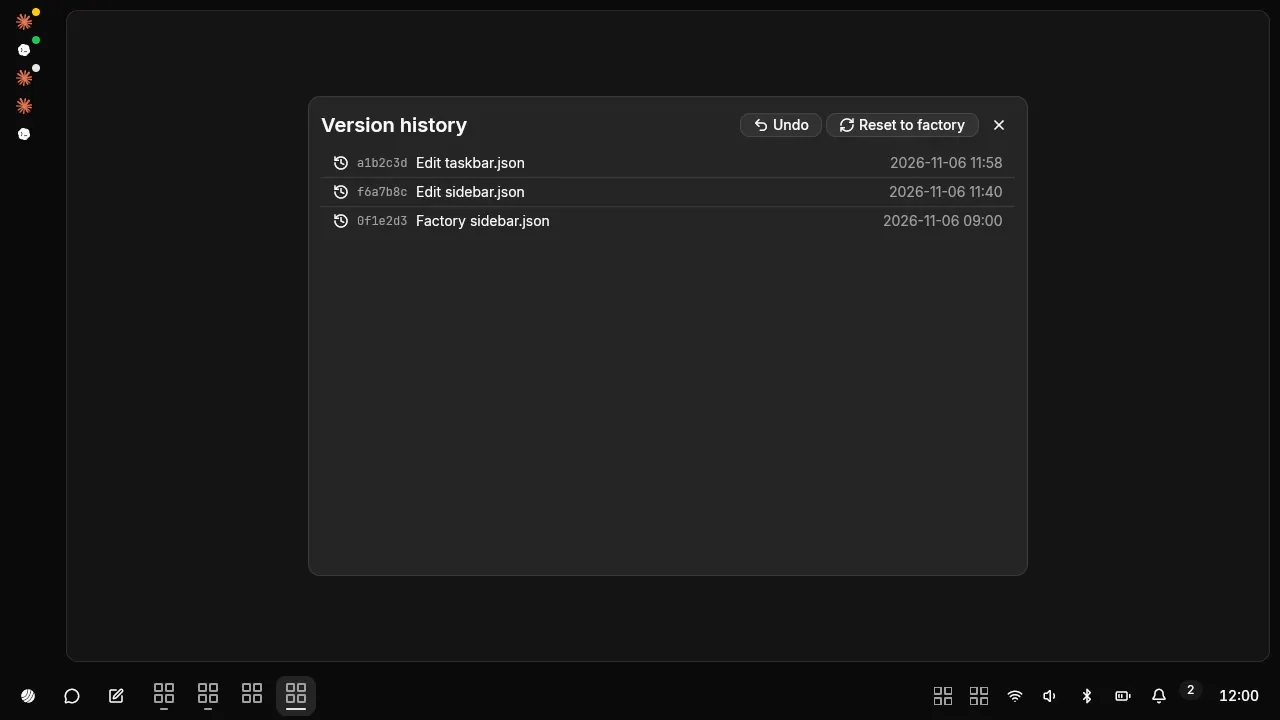 Version history
Undo
Reset to factory
a1b2c3d Edit taskbar.json 2026-11-06 11:58
f6a7b8c Edit sidebar.json 2026-11-06 11:40
0f1e2d3 Factory sidebar.json 2026-11-06 09:00
2
12:00